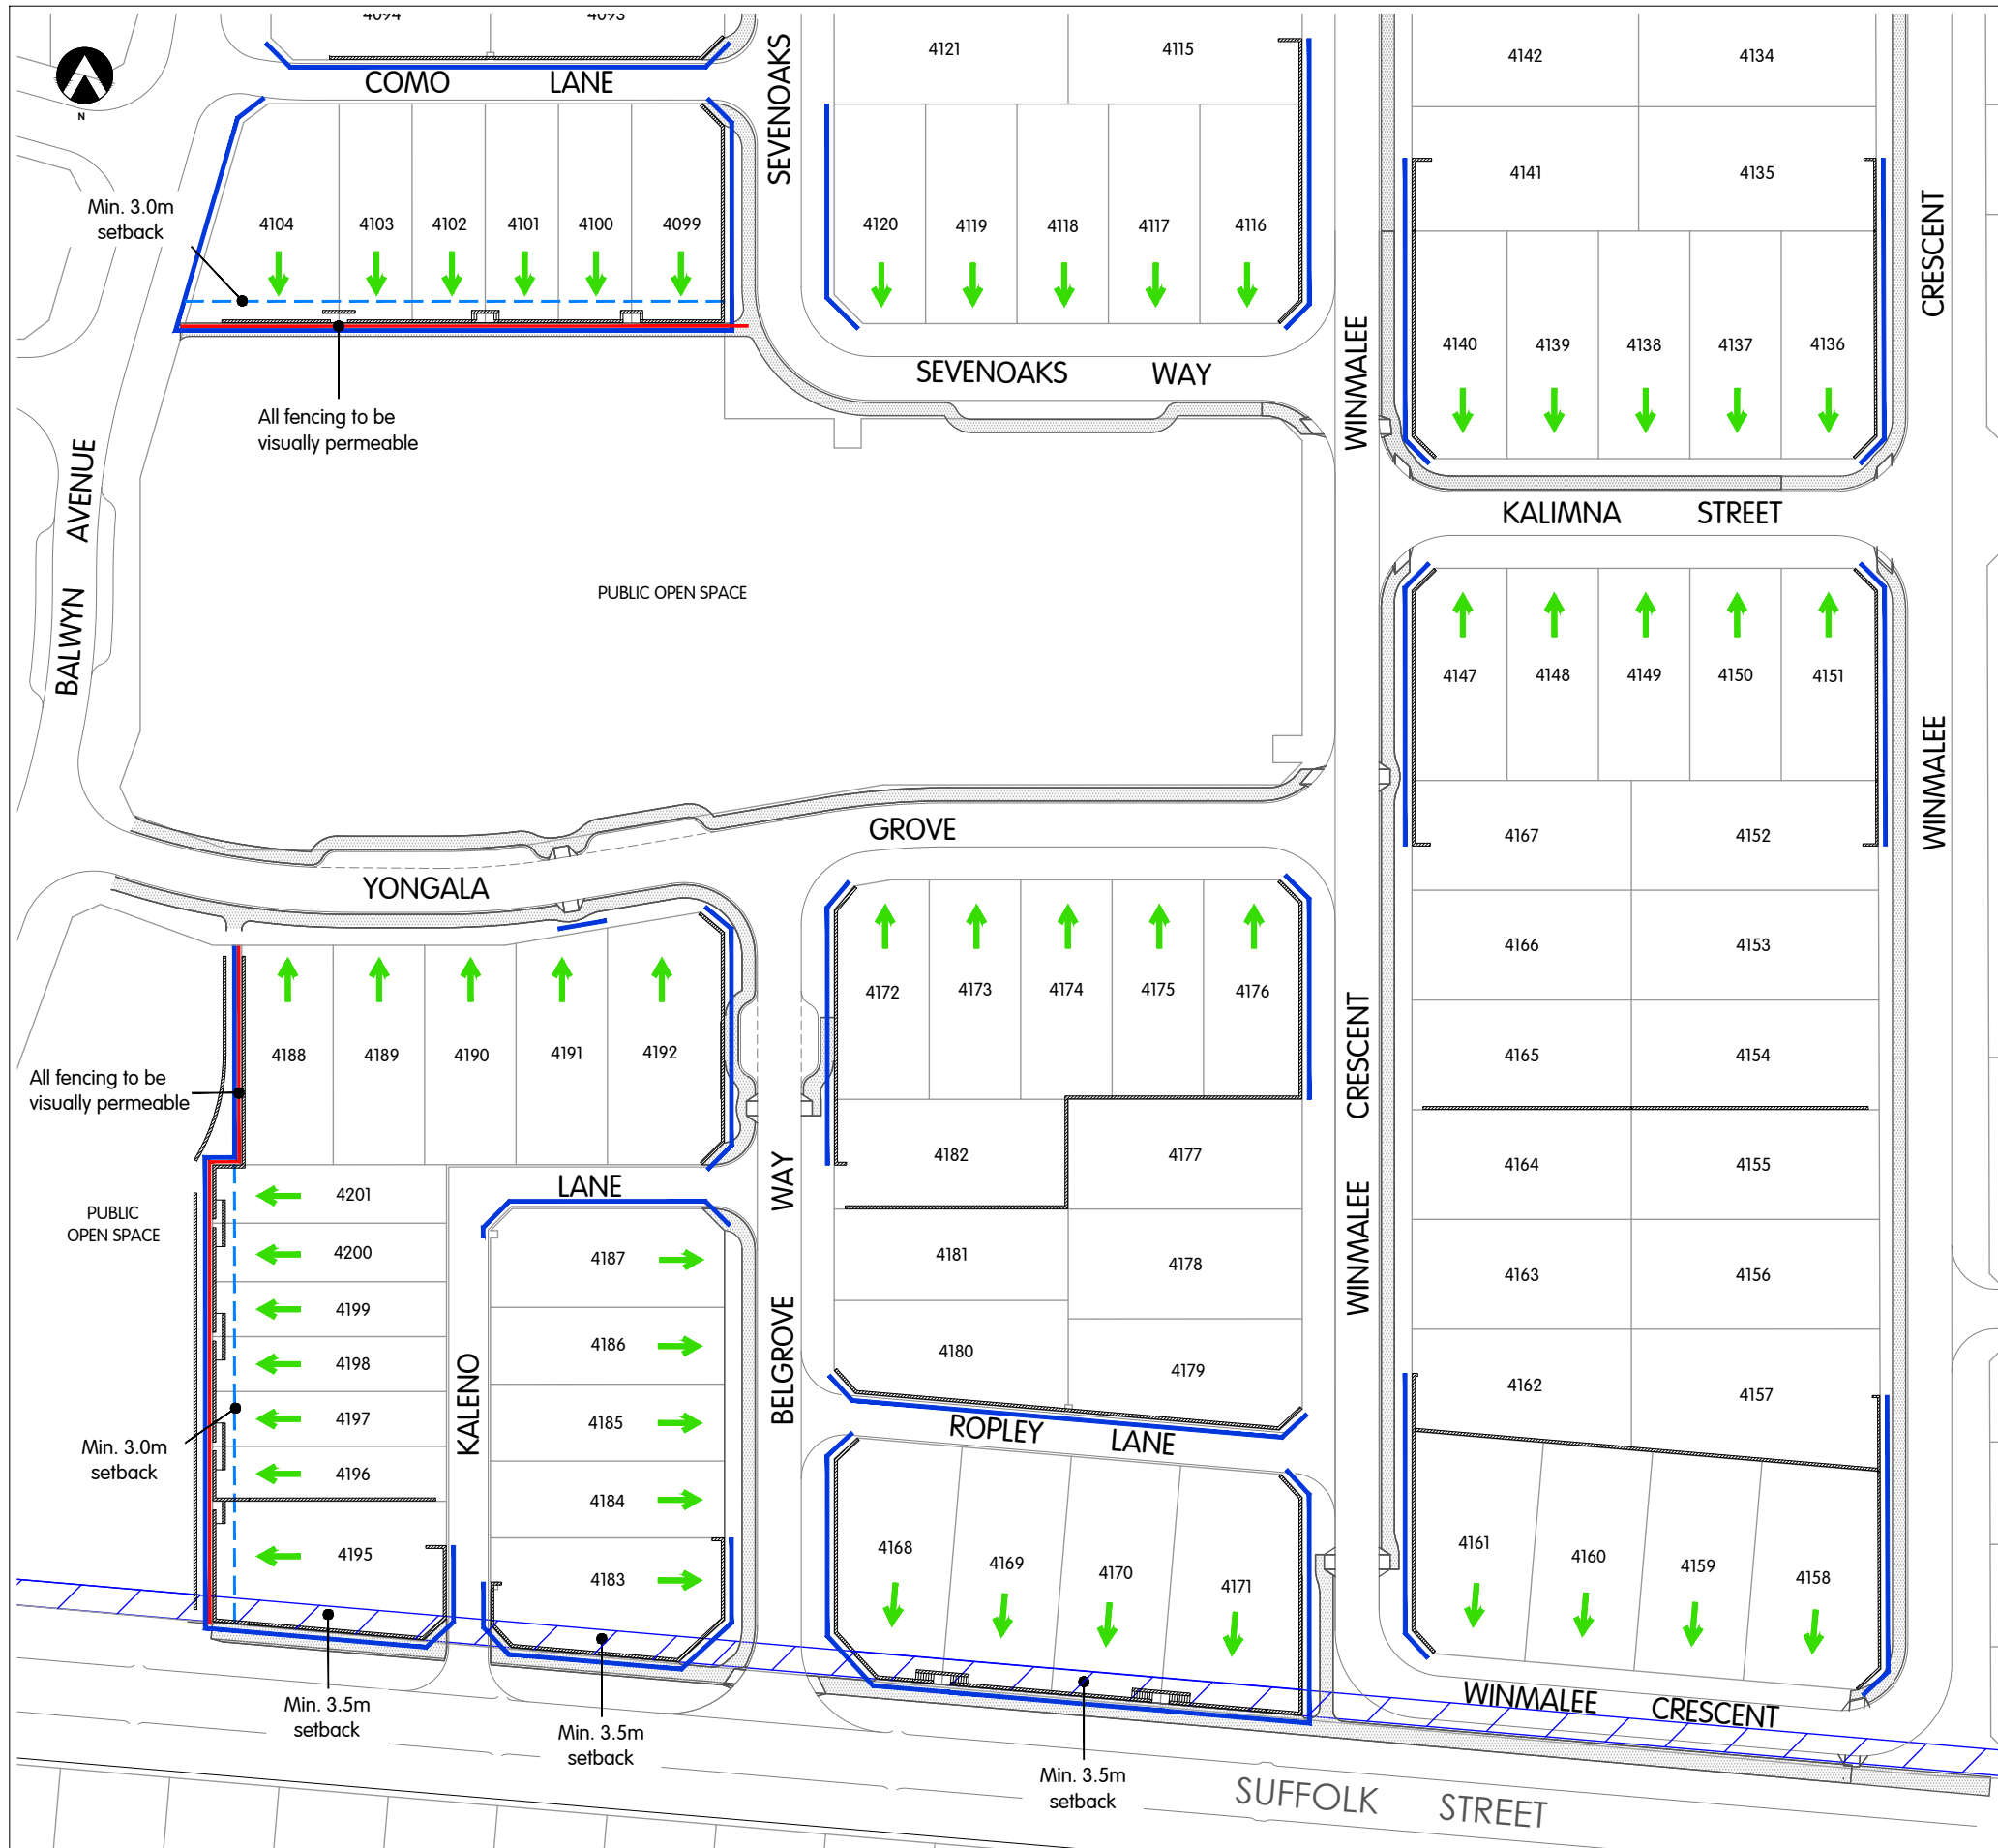 4094 4093
COMO LANE
SEVENOAKS
N
Min. 3.0m
setback
4104 4103 4102 4101 4100 4099
All fencing to be
visually permeable
4121 4115
4120 4119 4118 4117 4116
SEVENOAKS WAY
4142 4134
4141 4135
4140 4139 4138 4137 4136
WINMALEE
CRESCENT
KALIMNA STREET
BALWYN AVENUE
PUBLIC OPEN SPACE
4147 4148 4149 4150 4151
WINMALEE
4167 4152
4166 4153
4165 4154
4164 4155
4163 4156
4162 4157
4161 4160 4159 4158
WINMALEE CRESCENT
YONGALA GROVE
4188 4189 4190 4191 4192
All fencing to be
visually permeable
PUBLIC
OPEN SPACE
4201
4200
4199
4198
4197
4196
4195
Min. 3.0m
setback
KALENO LANE
4187
4186
4185
4184
4183
BELGROVE WAY
4172 4173 4174 4175 4176
4182 4177
4181 4178
4180 4179
ROPLEY LANE
4168 4169 4170 4171
Min. 3.5m
setback
Min. 3.5m
setback
Min. 3.5m
setback
WINMALEE CRESCENT
SUFFOLK STREET